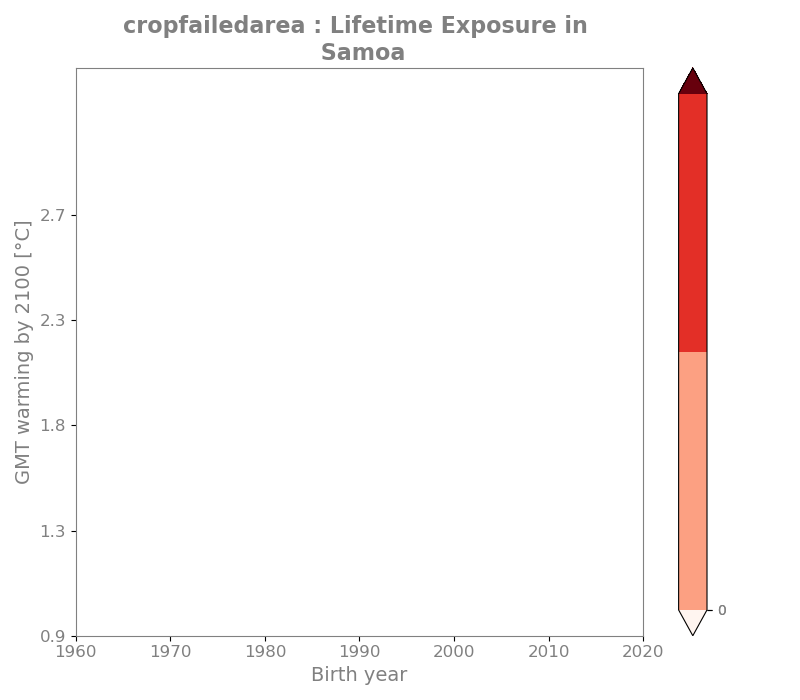 cropfailedarea : Lifetime Exposure in
Samoa
GMT warming by 2100 [°C]
2.7
2.3
1.8
1.3
0.9
1960 1970 1980 1990 2000 2010 2020
Birth year
0